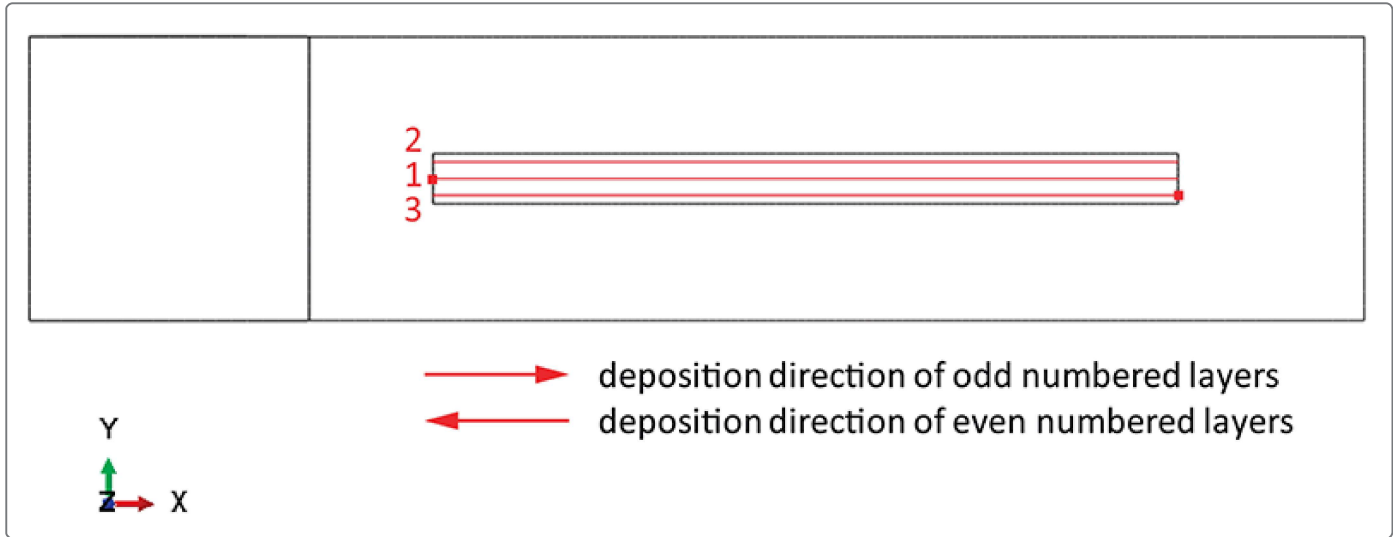 2
1
3
deposition direction of odd numbered layers
deposition direction of even numbered layers
Y
Z X